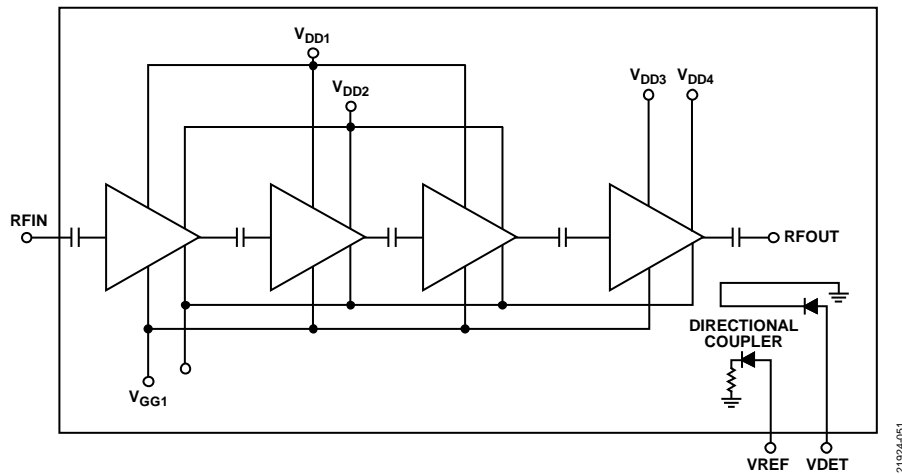 VDD1
VDD2
VDD3
VDD4
RFIN
RFOUT
DIRECTIONAL
COUPLER
VGG1
VREF
VDET
21924-051